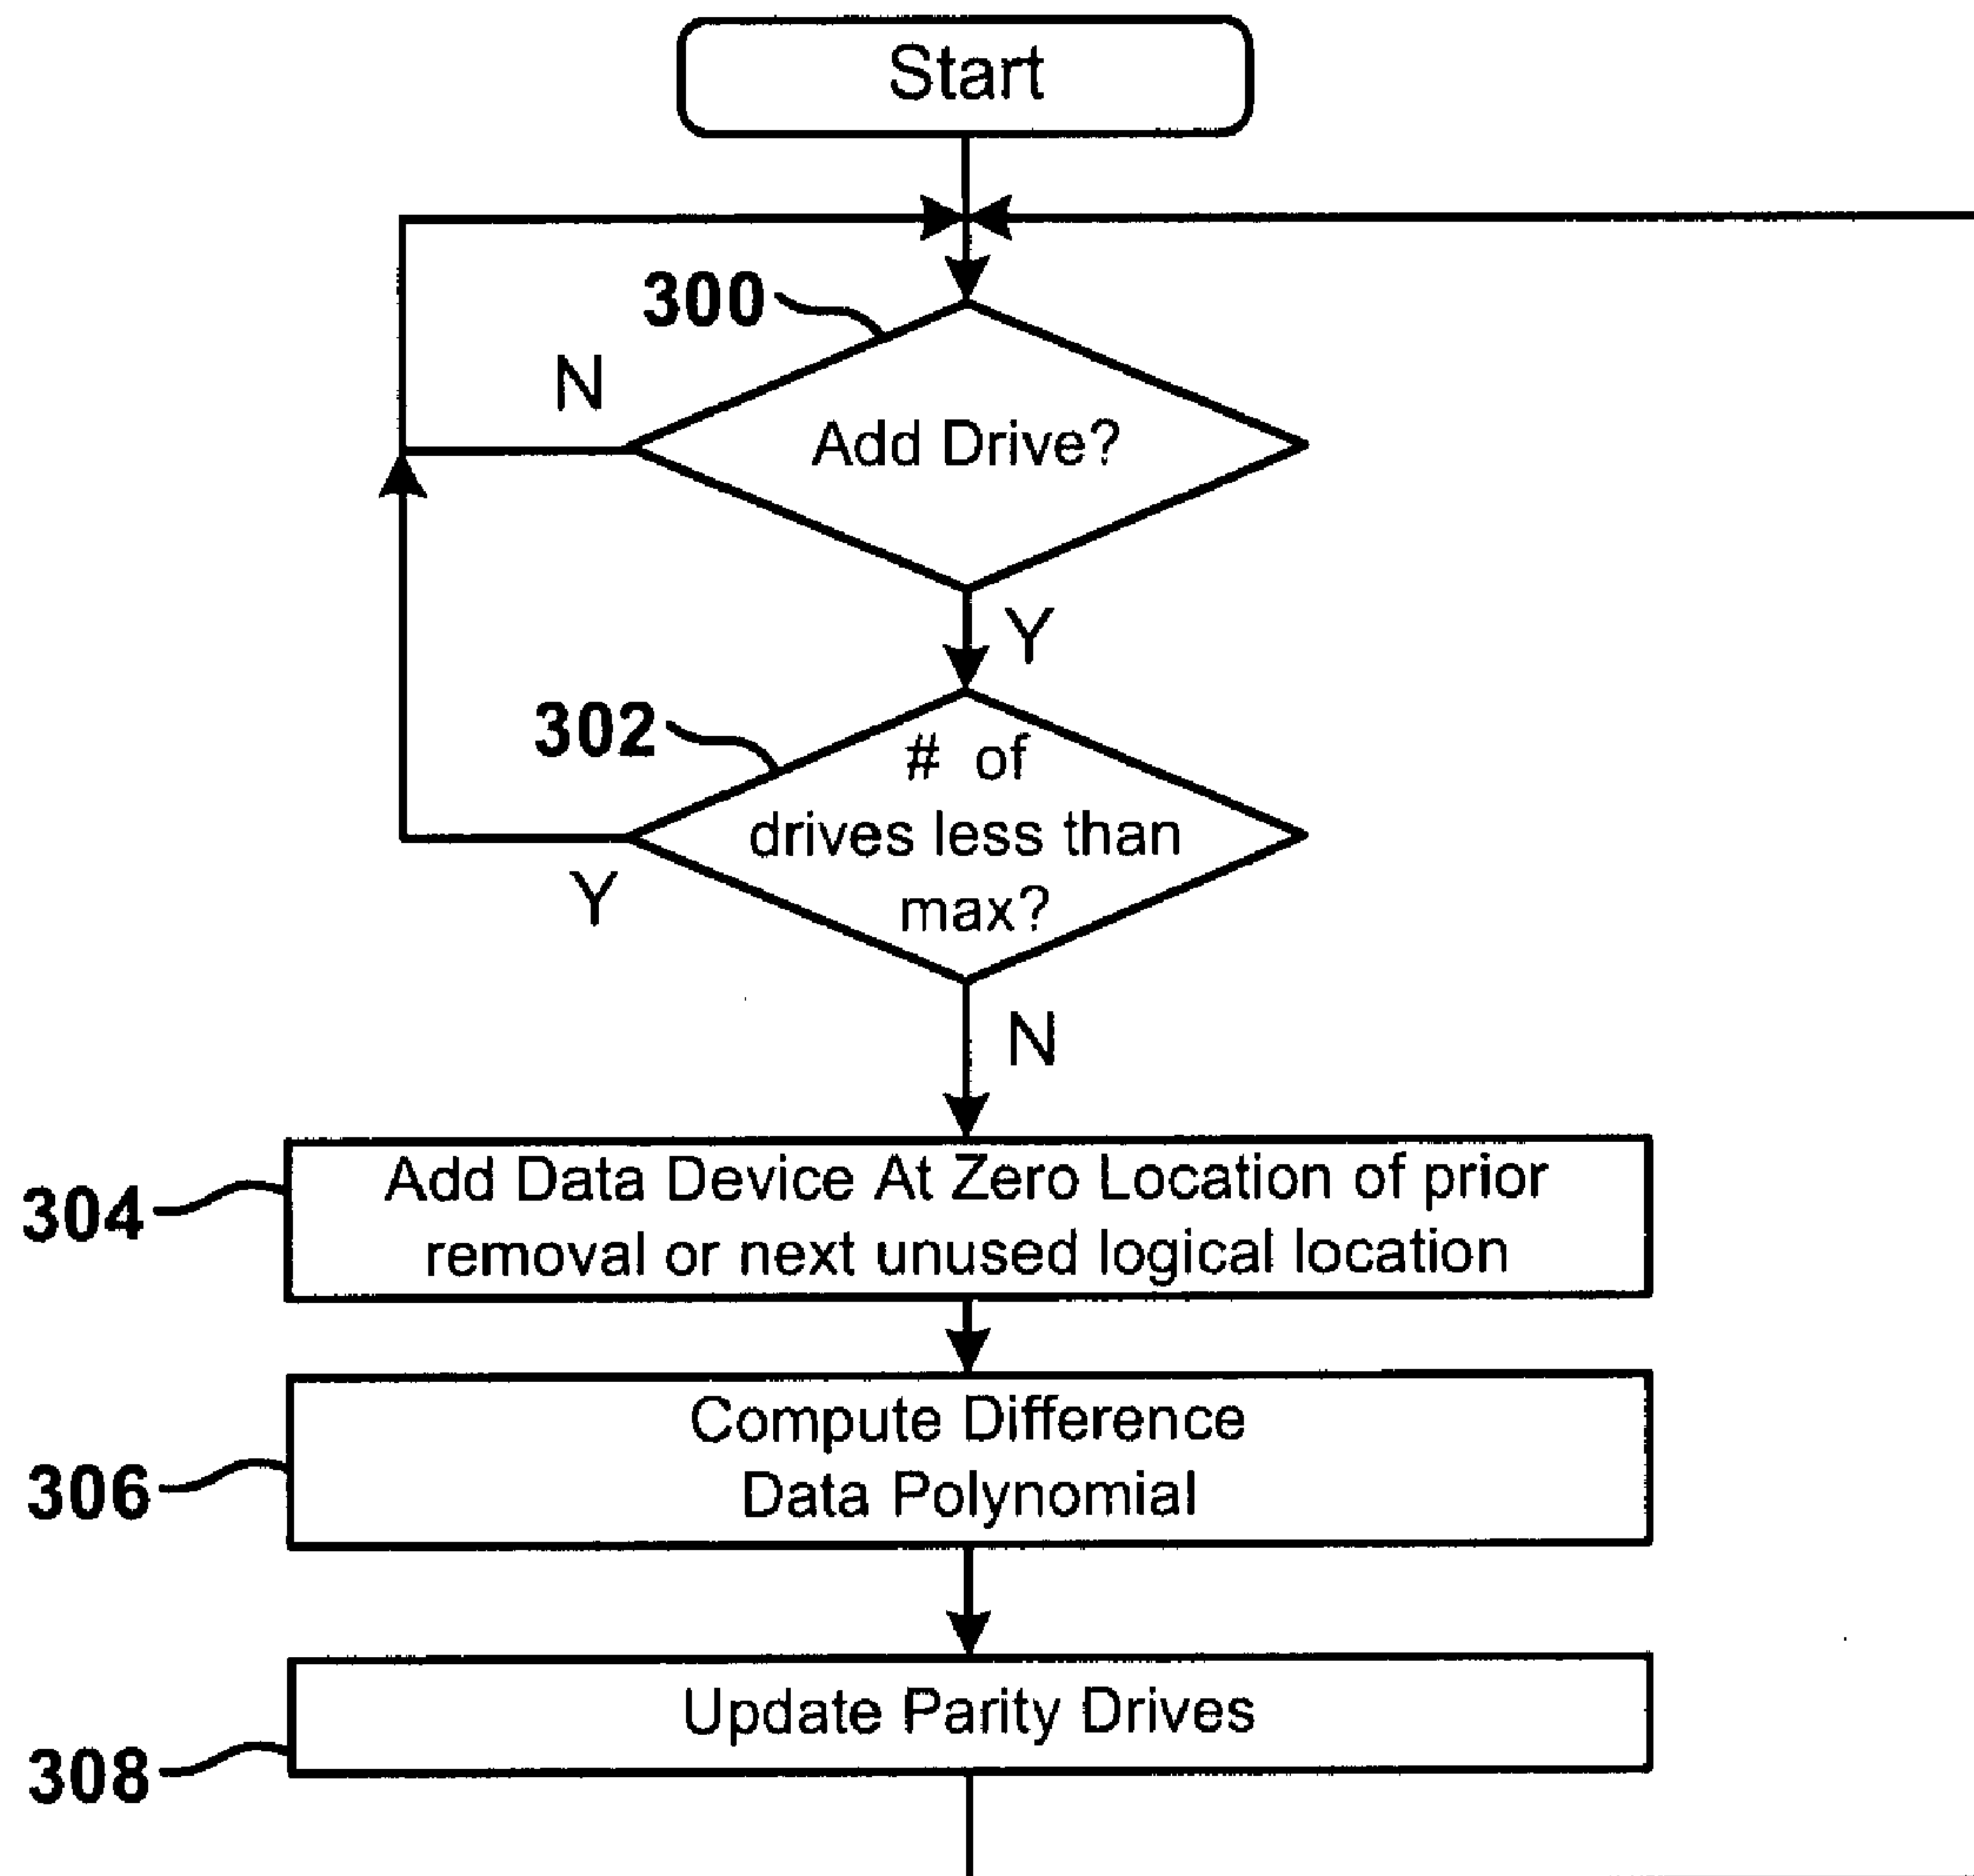 Start
300
N
Add Drive?
Y
302
# of
drives less than
max?
Y
N
304
Add Data Device At Zero Location of prior
removal or next unused logical location
306
Compute Difference
Data Polynomial
308
Update Parity Drives